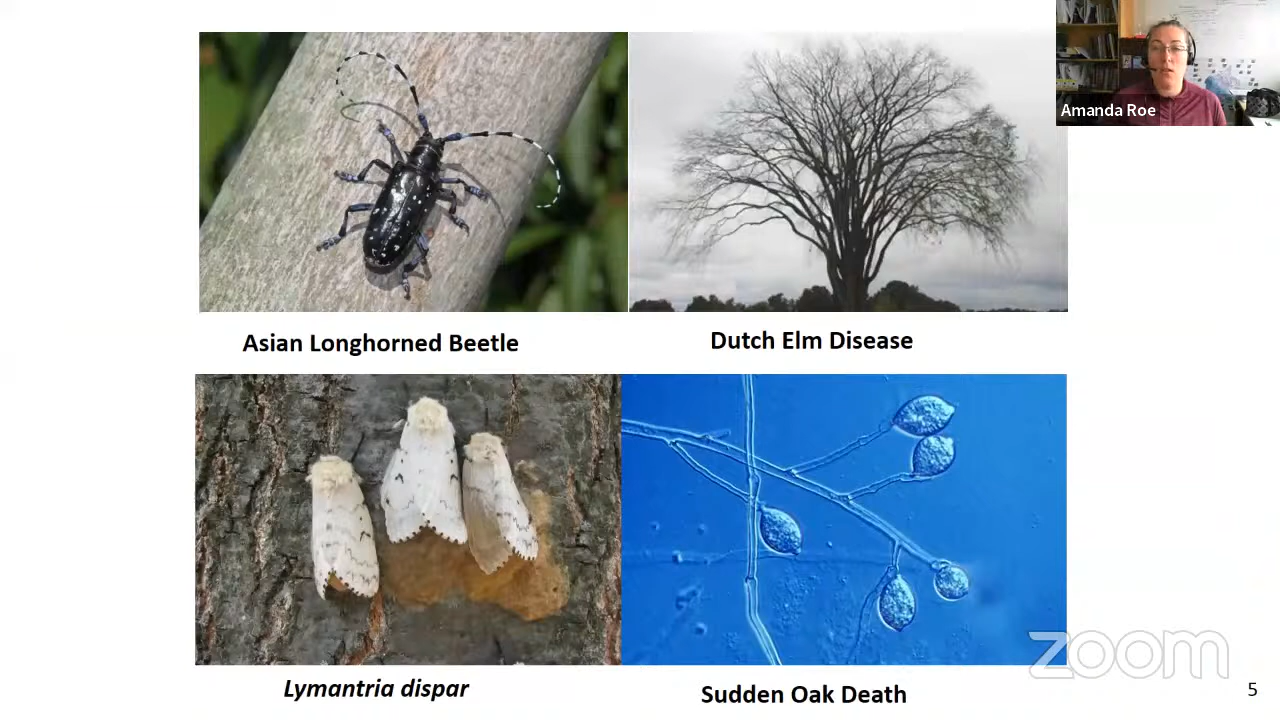 Amanda Roe
Asian Longhorned Beetle
Dutch Elm Disease
Lymantria dispar
Sudden Oak Death
zoom
5